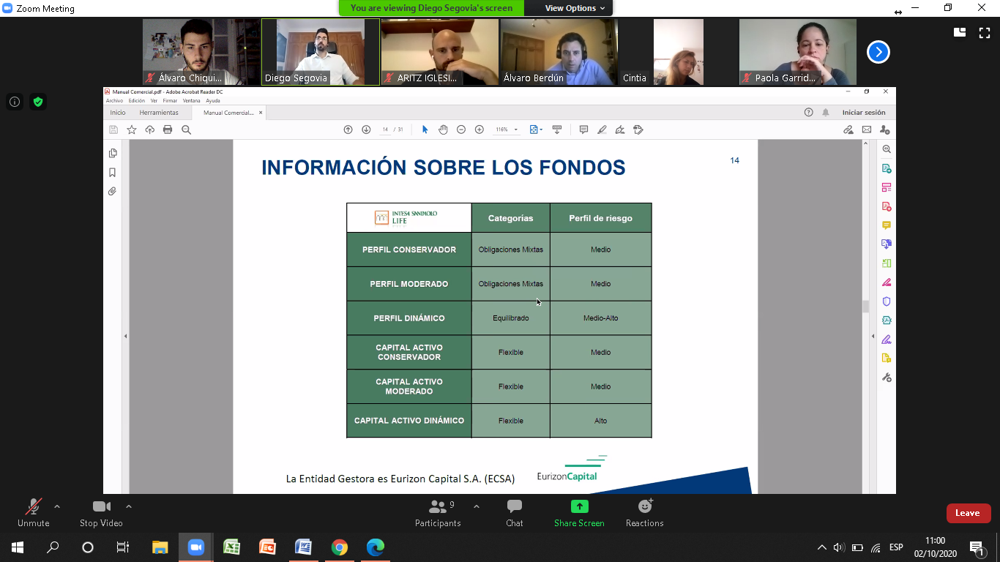 Zoom Meeting
You are viewing Diego Segovia's screen
View Options
Álvaro Chiqui...
Diego Segovia
ARITZ IGLESI...
Álvaro Berdún
Cintia
Paola Garrid...
Manual Comercial.pdf - Adobe Acrobat Reader DC
Archivo Edición Ver Firmar Ventana Ayuda
Inicio Herramientas Manual Comercial.... × Iniciar sesión
14 / 31 116%
INFORMACIÓN SOBRE LOS FONDOS
14
INTESA SANPAOLO
LIFE
Categorías Perfil de riesgo
PERFIL CONSERVADOR Obligaciones Mixtas Medio
PERFIL MODERADO Obligaciones Mixtas Medio
PERFIL DINÁMICO Equilibrado Medio-Alto
CAPITAL ACTIVO
CONSERVADOR
Flexible Medio
CAPITAL ACTIVO
MODERADO
Flexible Medio
CAPITAL ACTIVO DINÁMICO Flexible Alto
La Entidad Gestora es Eurizon Capital S.A. (ECSA)
EurizonCapital
Unmute
Stop Video
Participants 9
Chat
Share Screen
Reactions
Leave
ESP
11:00
02/10/2020
1